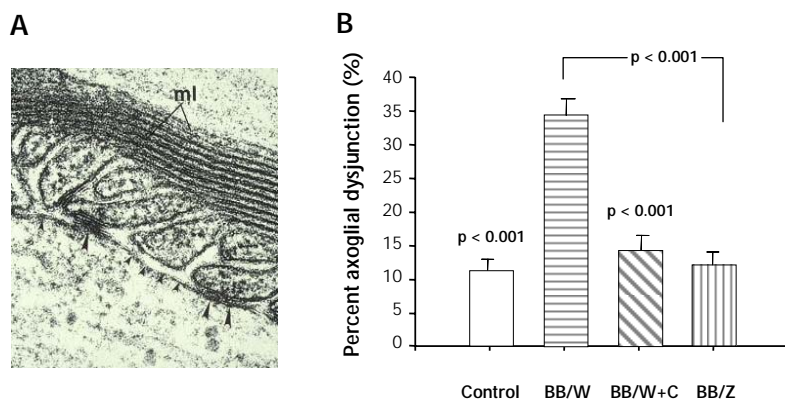 A
ml
B
Percent axoglial dysjunction (%)
40
35
30
25
20
15
10
5
0
p < 0.001
p < 0.001
p < 0.001
Control BB/W BB/W+C BB/Z